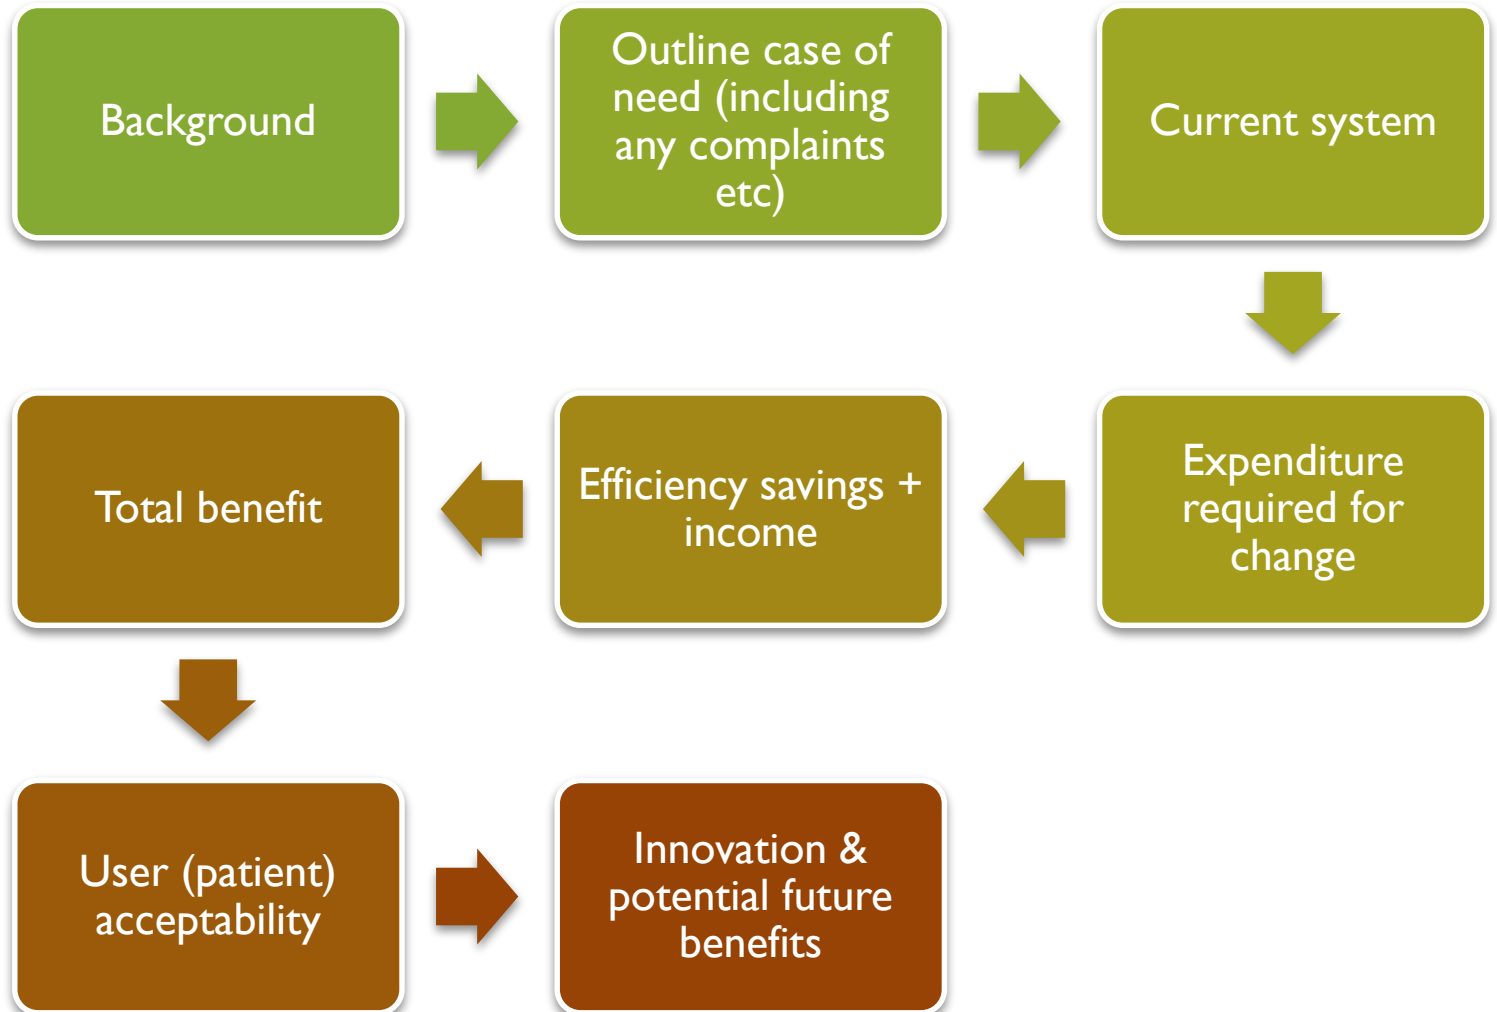 Background
Outline case of
need (including
any complaints
etc)
Current system
Expenditure
required for
change
Efficiency savings +
income
Total benefit
User (patient)
acceptability
Innovation &
potential future
benefits